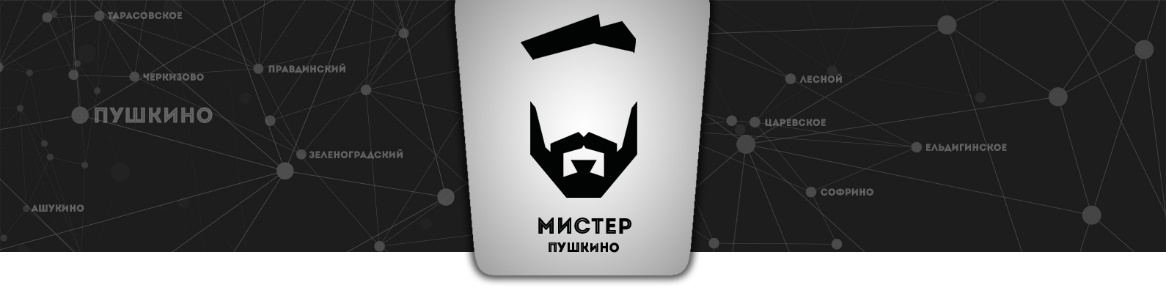 ТАРАСОВСКОЕ
ЧЕРКИЗОВО
ПРАВДИНСКИЙ
ПУШКИНО
ЗЕЛЕНОГРАДСКИЙ
АШУКИНО
МИСТЕР
ПУШКИНО
ЛЕСНОЙ
ЦАРЕВСКОЕ
ЕЛЬДИГИНСКОЕ
СОФРИНО